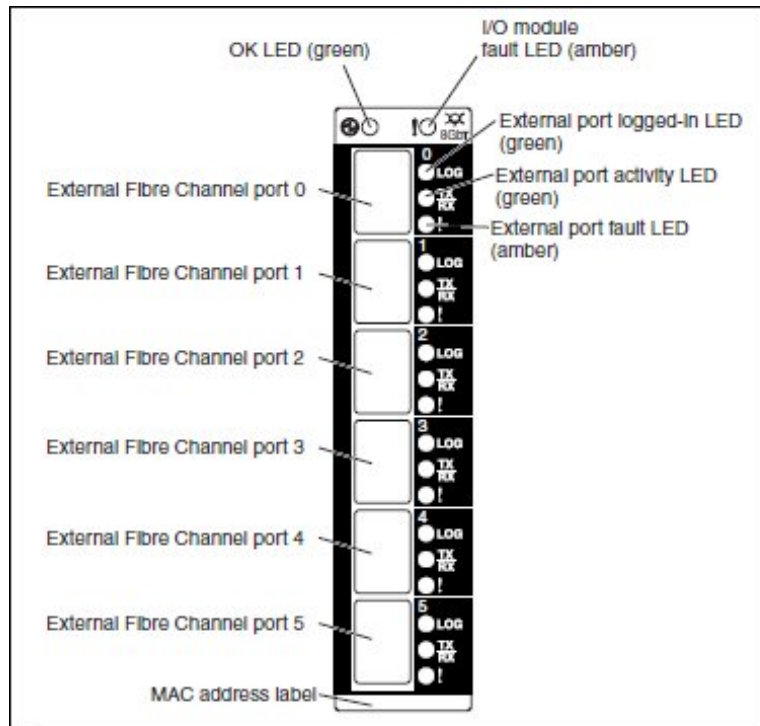 I/O module
fault LED (amber)
OK LED (green)
8Gb
External port logged-in LED
(green)
0
LOG
External Fibre Channel port 0
External port activity LED
(green)
TX
RX
!
External port fault LED
(amber)
1
LOG
External Fibre Channel port 1
TX
RX
!
2
LOG
External Fibre Channel port 2
TX
RX
!
3
LOG
External Fibre Channel port 3
TX
RX
!
4
LOG
External Fibre Channel port 4
TX
RX
!
5
LOG
External Fibre Channel port 5
TX
RX
!
MAC address label